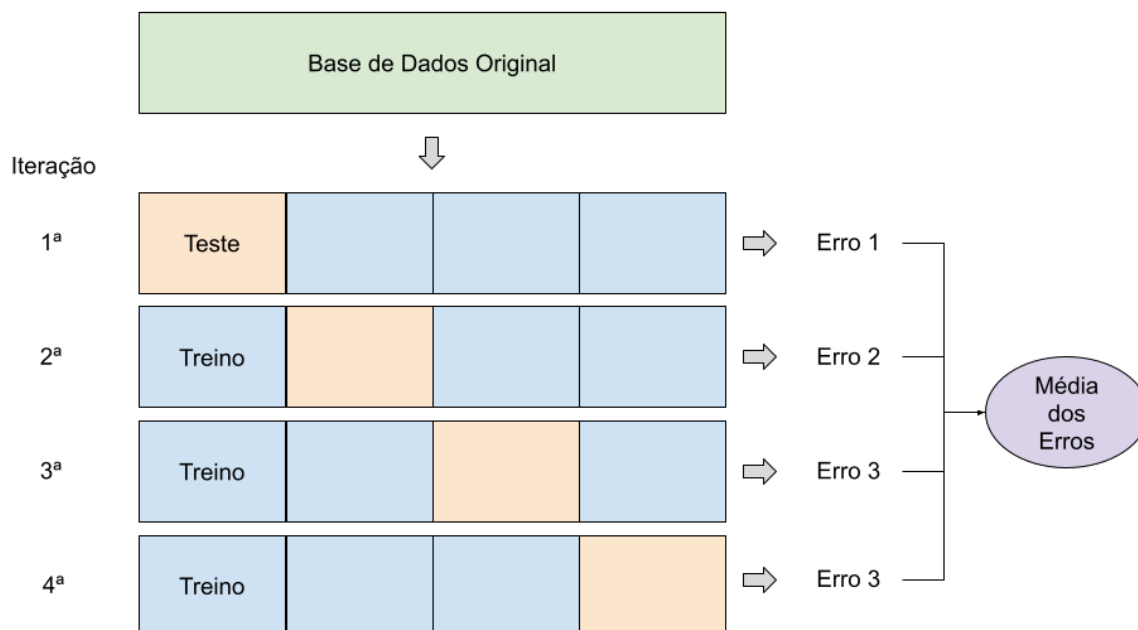 Base de Dados Original
Iteração
1ª
Teste
Erro 1
2ª
Treino
Erro 2
Média
dos
Erros
3ª
Treino
Erro 3
4ª
Treino
Erro 3